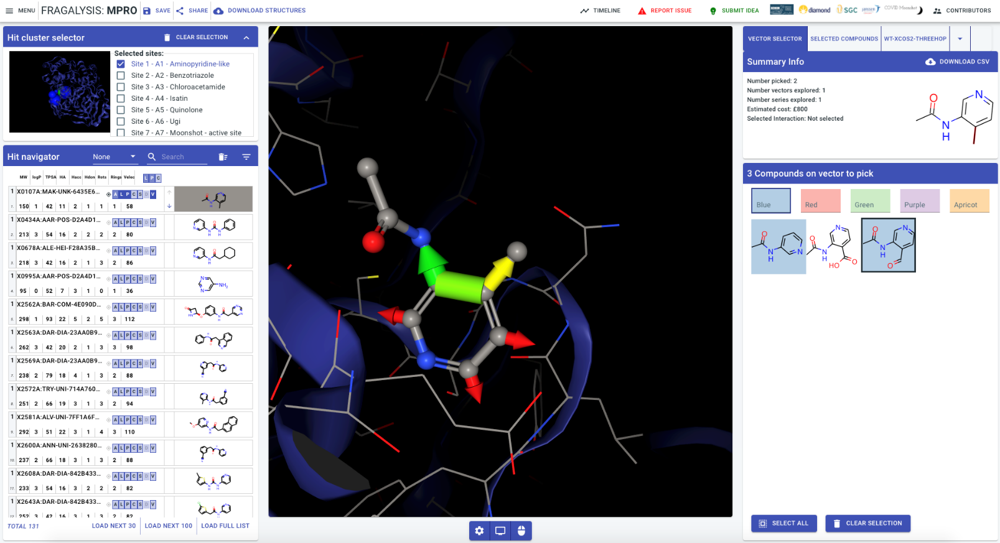 MENU FRAGALYSIS: MPRO SAVE SHARE DOWNLOAD STRUCTURES TIMELINE REPORT ISSUE SUBMIT IDEA diamond SGC COVID Moonshot CONTRIBUTORS
Hit cluster selector CLEAR SELECTION
Selected sites:
Site 1 - A1 - Aminopyridine-like
Site 2 - A2 - Benzotriazole
Site 3 - A3 - Chloroacetamide
Site 4 - A4 - Isatin
Site 5 - A5 - Quinolone
Site 6 - A6 - Ugi
Site 7 - A7 - Moonshot - active site
Hit navigator None Search
MW logP TPSA HA Hacc Hdon Rots Rings Velec L P C
1 X0107A:MAK-UNK-6435E6... A L P C S D V
1. 150 1 42 11 2 1 1 1 58
1 X0434A:AAR-POS-D2A4D1... A L P C S D V
2. 213 3 54 16 2 2 2 2 80
1 X0678A:ALE-HEI-F28A35B... A L P C S D V
3. 218 3 42 16 2 1 3 2 86
1 X0995A:AAR-POS-D2A4D1... A L P C S D V
4. 95 0 52 7 3 1 0 1 36
1 X2562A:BAR-COM-4E090D... A L P C S D V
5. 298 1 93 22 5 2 5 3 112
1 X2563A:DAR-DIA-23AA0B9... A L P C S D V
6. 262 3 42 20 2 1 3 3 98
1 X2569A:DAR-DIA-23AA0B9... A L P C S D V
7. 238 2 79 18 4 1 3 2 88
1 X2572A:TRY-UNI-714A760... A L P C S D V
8. 251 2 66 19 3 1 3 2 94
1 X2581A:ALV-UNI-7FF1A6F... A L P C S D V
9. 292 3 51 22 3 1 4 3 110
1 X2600A:ANN-UNI-2638280... A L P C S D V
10. 237 2 66 18 3 1 3 2 88
1 X2608A:DAR-DIA-842B433... A L P C S D V
11. 233 3 54 16 3 2 2 2 82
1 X2643A:DAR-DIA-842B433... A L P C S D V
12. 252 3 42 16 3 1 3 2 82
TOTAL 131 LOAD NEXT 30 LOAD NEXT 100 LOAD FULL LIST
VECTOR SELECTOR SELECTED COMPOUNDS WT-XCOS2-THREEHOP
Summary Info DOWNLOAD CSV
Number picked: 2
Number vectors explored: 1
Number series explored: 1
Estimated cost: £800
Selected Interaction: Not selected
O N N H
3 Compounds on vector to pick
Blue Red Green Purple Apricot
O N H N
O N H N HO O
O N H N O
SELECT ALL CLEAR SELECTION